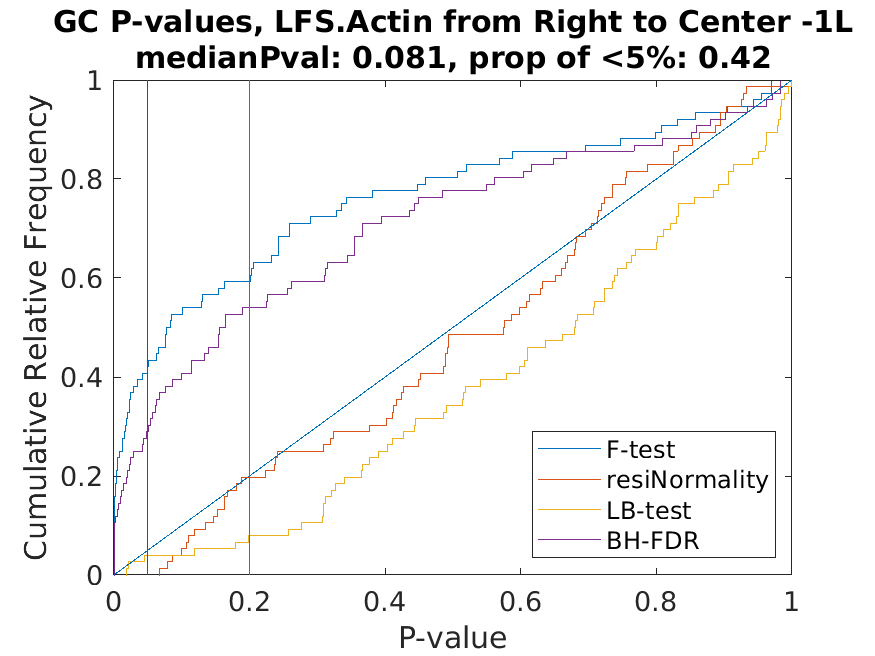 GC P-values, LFS.Actin from Right to Center -1L
medianPval: 0.081, prop of <5%: 0.42
1
0.8
0.6
0.4
0.2
0
Cumulative Relative Frequency
F-test
resiNormality
LB-test
BH-FDR
0 0.2 0.4 0.6 0.8 1
P-value